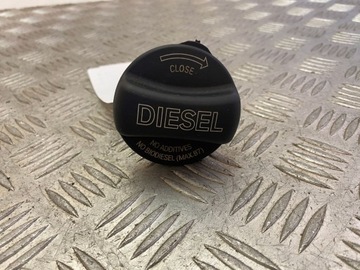 CLOSE
DIESEL
NO ADDITIVES
NO BIODIESEL (MAX.B7)